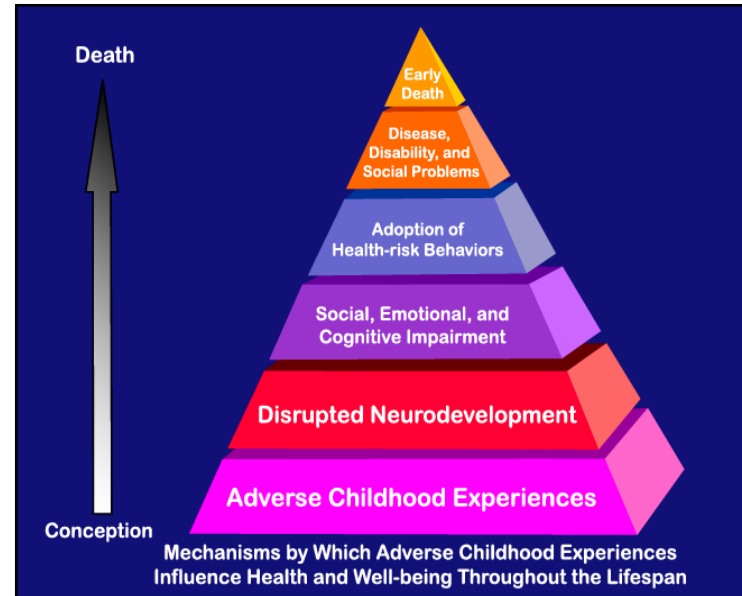 Death
Early
Death
Disease,
Disability, and
Social Problems
Adoption of
Health-risk Behaviors
Social, Emotional, and
Cognitive Impairment
Disrupted Neurodevelopment
Adverse Childhood Experiences
Conception
Mechanisms by Which Adverse Childhood Experiences
Influence Health and Well-being Throughout the Lifespan